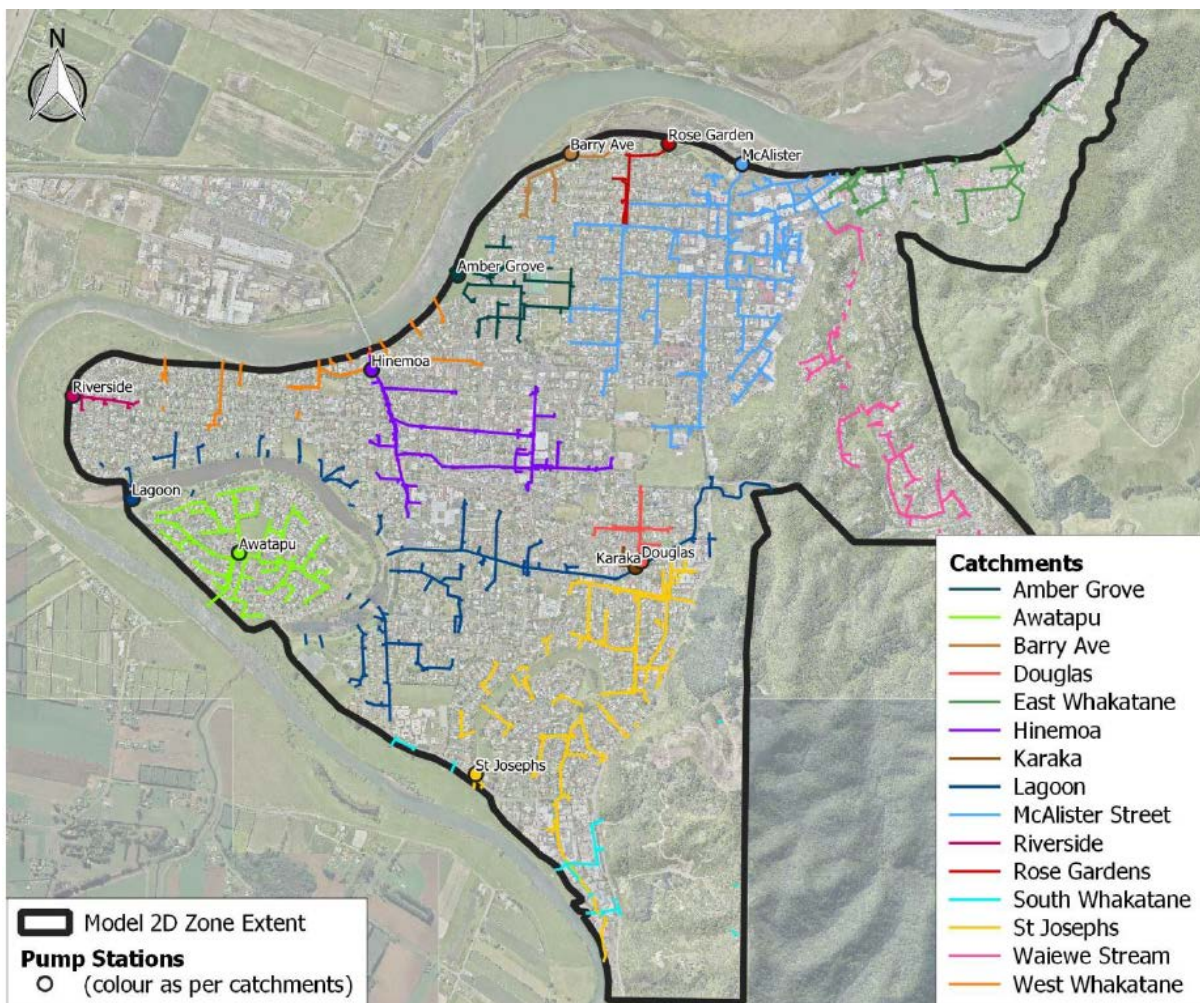 N
Rose Garden
Barry Ave
McAlister
Amber Grove
Hinemoa
Riverside
Lagoon
Awatapu
Karaka
Douglas
St Josephs
Catchments
Amber Grove
Awatapu
Barry Ave
Douglas
East Whakatane
Hinemoa
Karaka
Lagoon
McAlister Street
Riverside
Rose Gardens
South Whakatane
St Josephs
Waiewe Stream
West Whakatane
Model 2D Zone Extent
Pump Stations
(colour as per catchments)